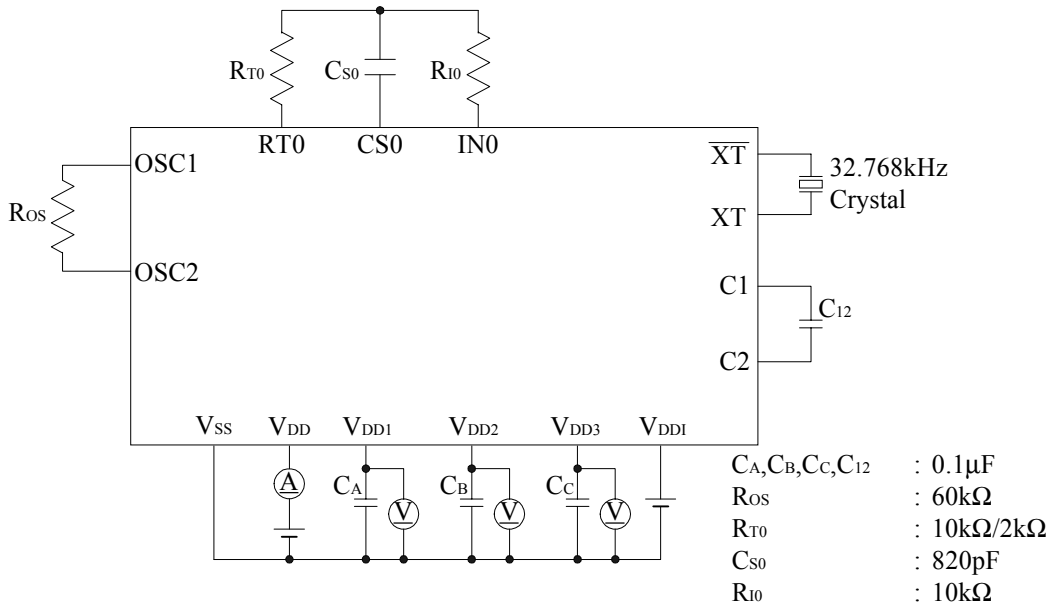 RT0
CS0
RI0
RT0 CS0 IN0
OSC1
ROS
OSC2
XT
32.768kHz
Crystal
XT
C1
C12
C2
VSS VDD VDD1 VDD2 VDD3 VDDI
A
CA
V
CB
V
CC
V
CA,CB,CC,C12 : 0.1µF
ROS : 60kΩ
RT0 : 10kΩ/2kΩ
CS0 : 820pF
RI0 : 10kΩ